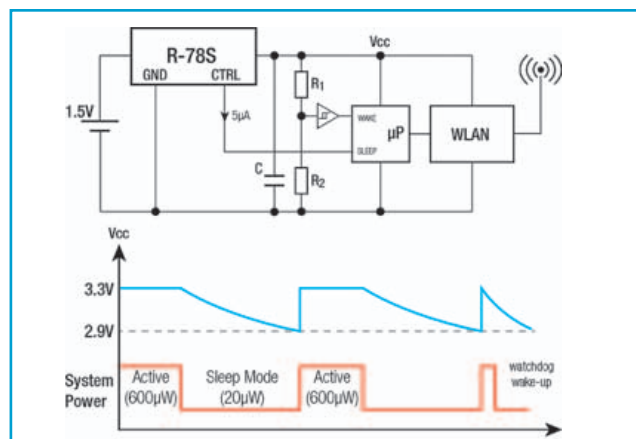 R-78S
GND CTRL
Vcc
1.5V
5µA
R1
WAKE
µP
SLEEP
WLAN
C
R2
Vcc
3.3V
2.9V
System
Power
Active
(600µW)
Sleep Mode
(20µW)
Active
(600µW)
watchdog
wake-up